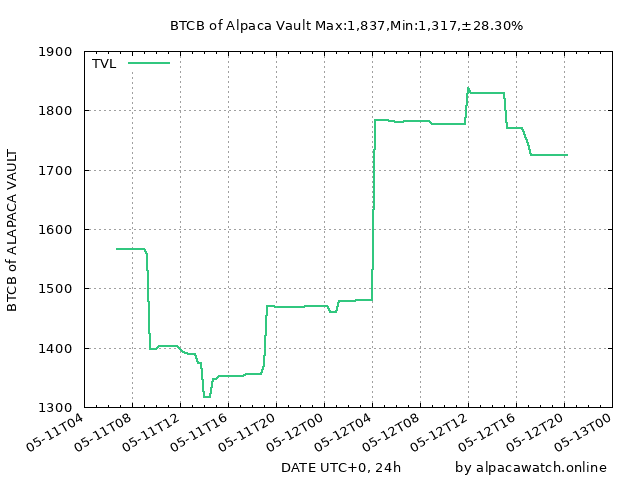 BTCB of Alpaca Vault Max:1,837,Min:1,317,±28.30%
TVL
BTCB of ALAPACA VAULT
1900
1800
1700
1600
1500
1400
1300
05-11T04
05-11T08
05-11T12
05-11T16
05-11T20
05-12T00
05-12T04
05-12T08
05-12T12
05-12T16
05-12T20
05-13T00
DATE UTC+0, 24h
by alpacawatch.online